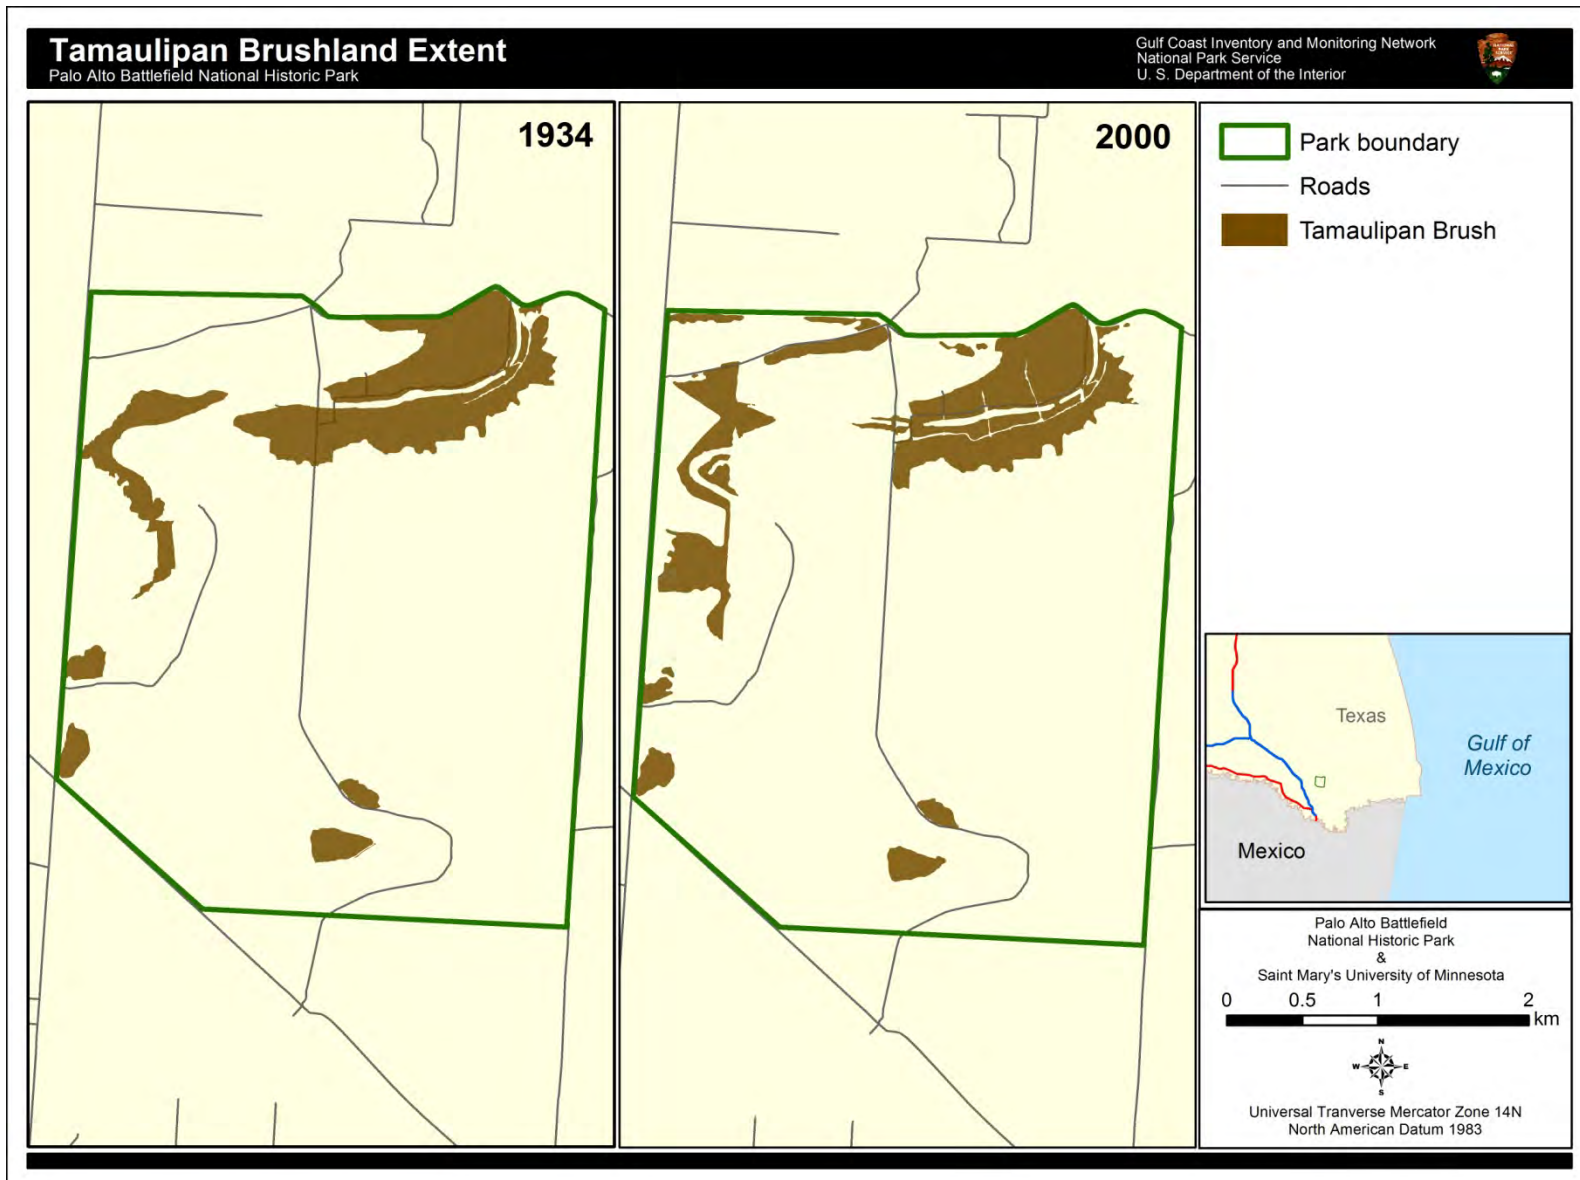 Tamaulipan Brushland Extent
Palo Alto Battlefield National Historic Park
Gulf Coast Inventory and Monitoring Network
National Park Service
U. S. Department of the Interior
1934
2000
Park boundary
Roads
Tamaulipan Brush
Texas
Gulf of
Mexico
Mexico
Palo Alto Battlefield
National Historic Park
&
Saint Mary's University of Minnesota
0 0.5 1 2
km
N
W E
S
Universal Tranverse Mercator Zone 14N
North American Datum 1983